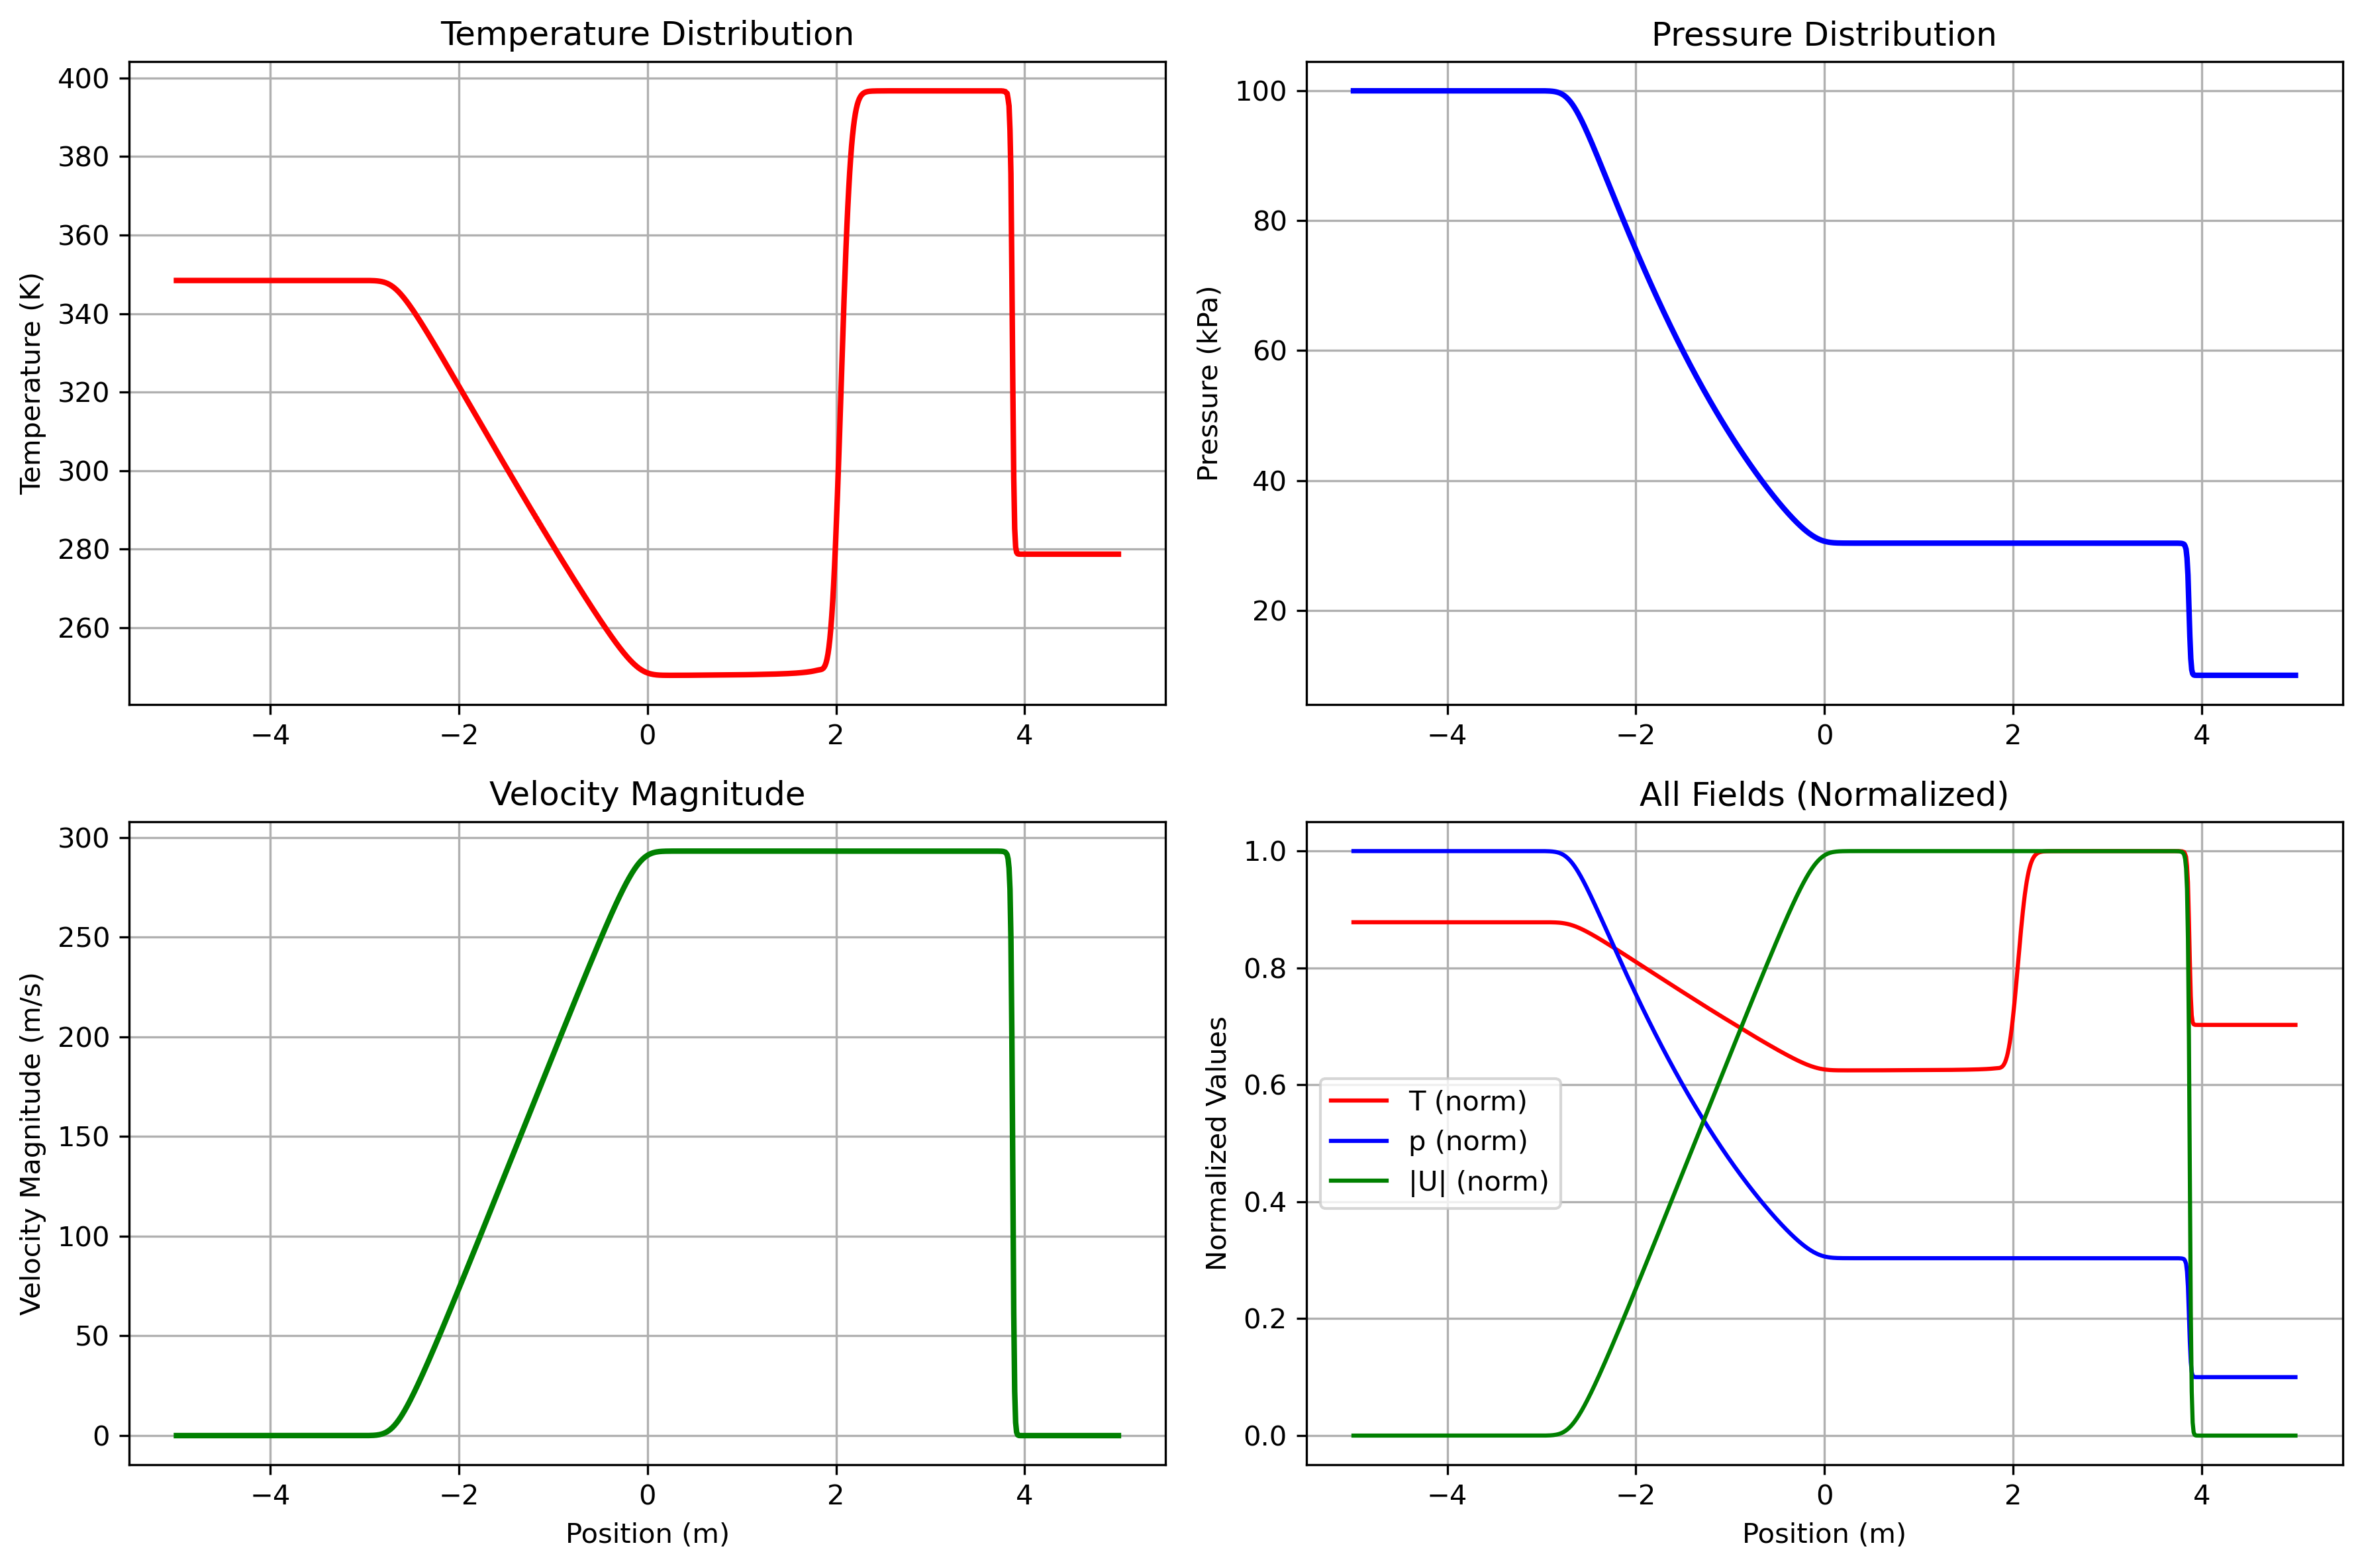 Temperature Distribution
Temperature (K)
400
380
360
340
320
300
280
260
−4 −2 0 2 4
Pressure Distribution
Pressure (kPa)
100
80
60
40
20
−4 −2 0 2 4
Velocity Magnitude
Velocity Magnitude (m/s)
300
250
200
150
100
50
0
−4 −2 0 2 4
Position (m)
All Fields (Normalized)
Normalized Values
1.0
0.8
0.6
0.4
0.2
0.0
T (norm)
p (norm)
|U| (norm)
−4 −2 0 2 4
Position (m)